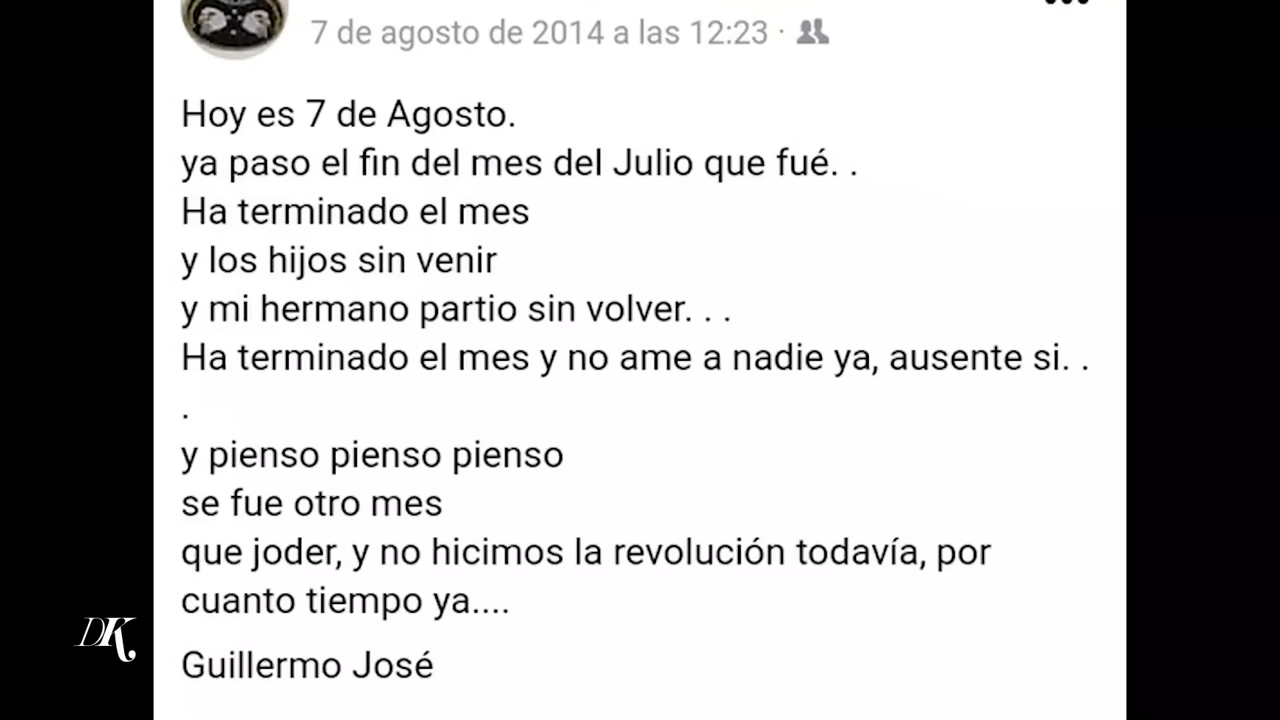 7 de agosto de 2014 a las 12:23 ·
Hoy es 7 de Agosto.
ya paso el fin del mes del Julio que fué. .
Ha terminado el mes
y los hijos sin venir
y mi hermano partio sin volver. . .
Ha terminado el mes y no ame a nadie ya, ausente si. .
.
y pienso pienso pienso
se fue otro mes
que joder, y no hicimos la revolución todavía, por
cuanto tiempo ya....
DK
Guillermo José